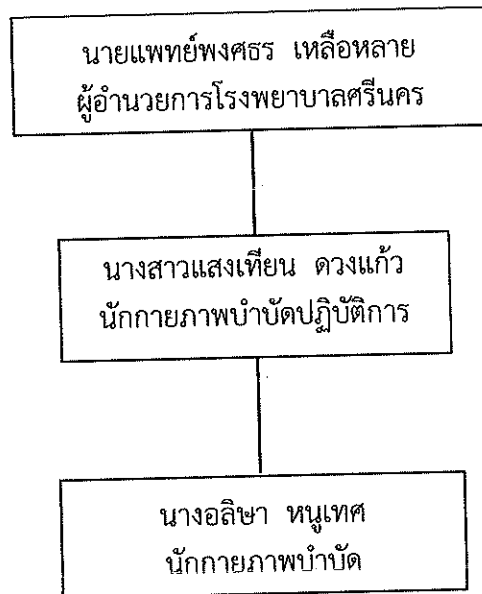 นายแพทย์พงศธร เหลือหลาย
ผู้อำนวยการโรงพยาบาลศรีนคร
นางสาวแสงเทียน ดวงแก้ว
นักกายภาพบำบัดปฏิบัติการ
นางอลิษา หนูเทศ
นักกายภาพบำบัด